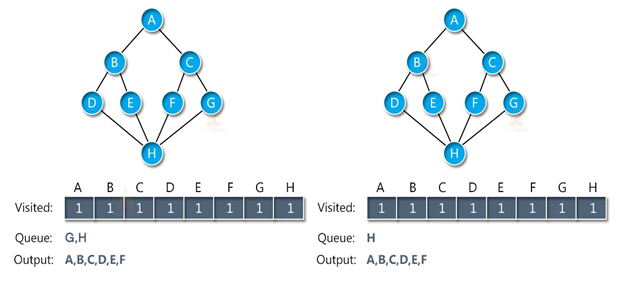 A
B C
D E F G
H
A B C D E F G H
Visited: 1 1 1 1 1 1 1 1
Queue: G,H
Output: A,B,C,D,E,F
A
B C
D E F G
H
A B C D E F G H
Visited: 1 1 1 1 1 1 1 1
Queue: H
Output: A,B,C,D,E,F